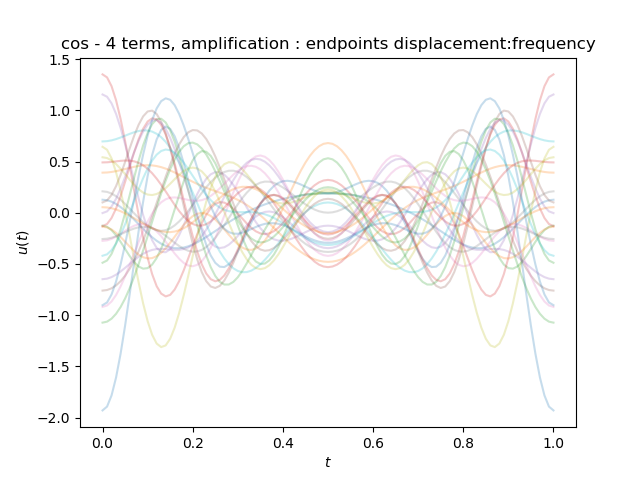 cos - 4 terms, amplification : endpoints displacement:frequency
1.5
1.0
0.5
0.0
−0.5
−1.0
−1.5
−2.0
u(t)
0.0 0.2 0.4 0.6 0.8 1.0
t